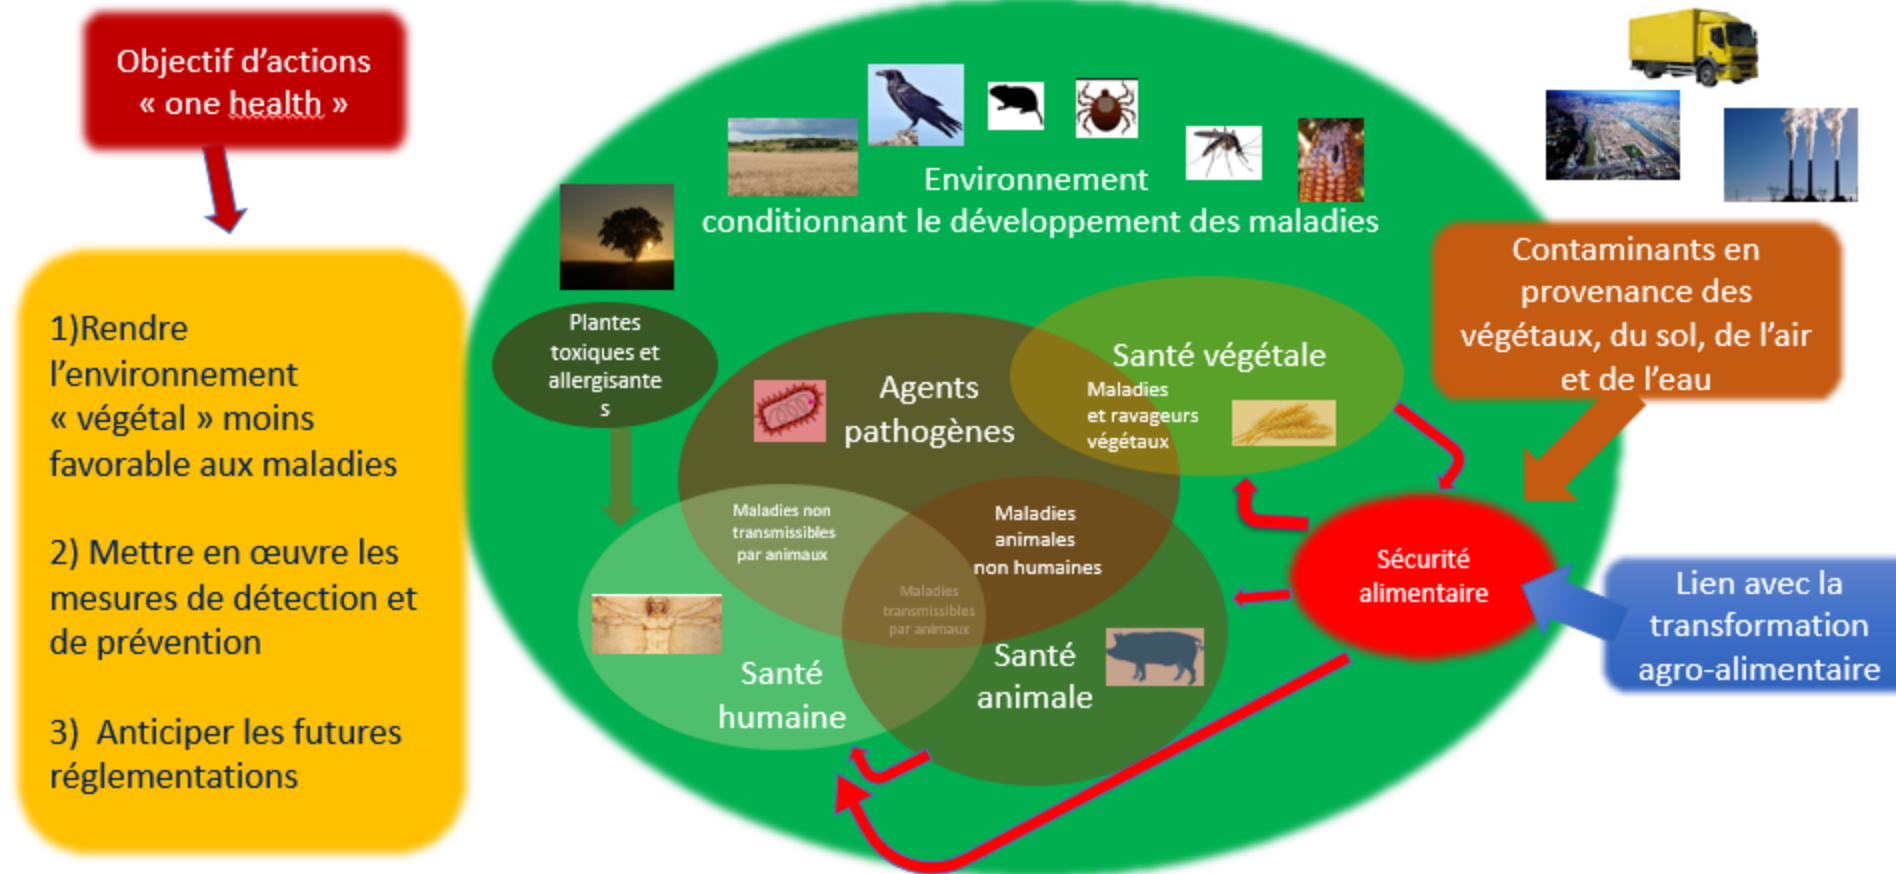 Objectif d’actions
« one health »
1)Rendre
l’environnement
« végétal » moins
favorable aux maladies
2) Mettre en œuvre les
mesures de détection et
de prévention
3) Anticiper les futures
réglementations
Environnement
conditionnant le développement des maladies
Plantes
toxiques et
allergisante
s
Agents
pathogènes
Santé végétale
Maladies
et ravageurs
végétaux
Maladies non
transmissibles
par animaux
Maladies
animales
non humaines
Maladies
transmissibles
par animaux
Santé
humaine
Santé
animale
Contaminants en
provenance des
végétaux, du sol, de l’air
et de l’eau
Sécurité
alimentaire
Lien avec la
transformation
agro-alimentaire